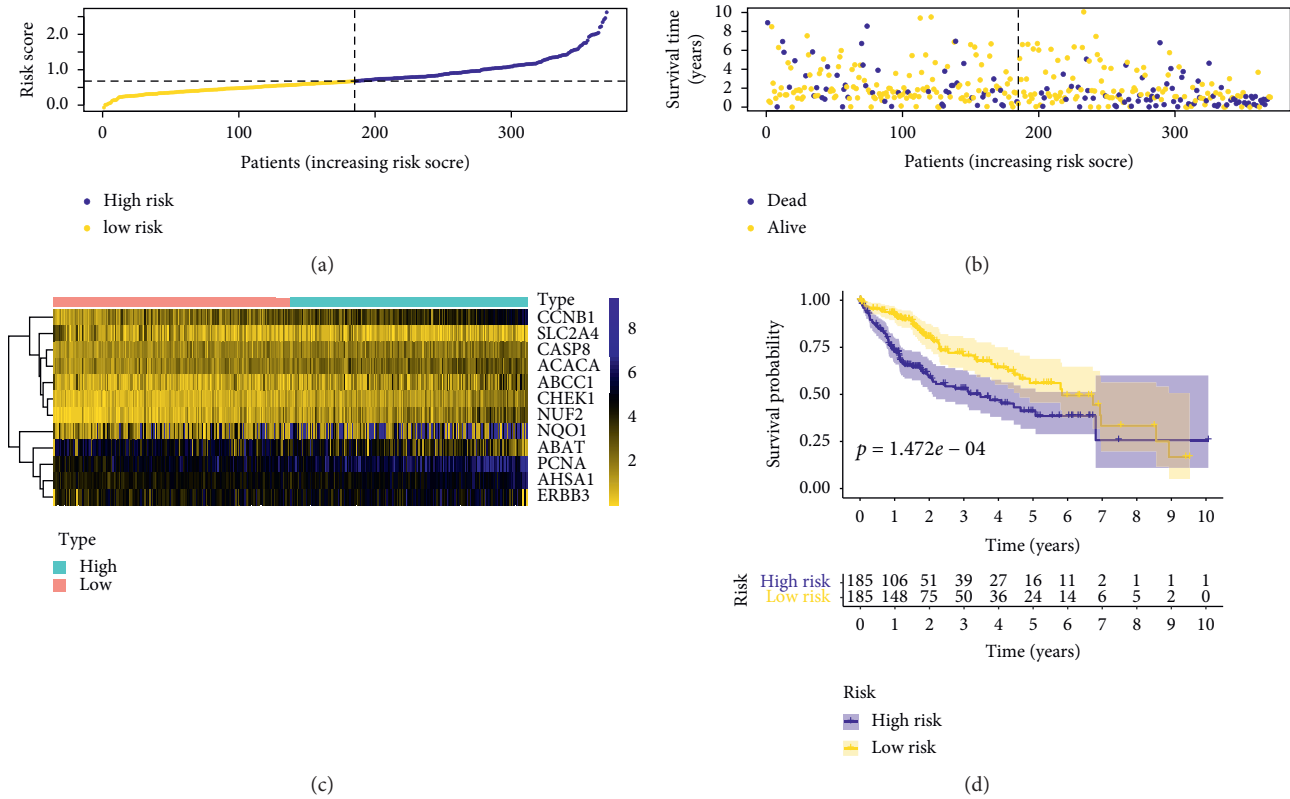 Risk score
2.0
1.0
0.0
0 100 200 300
Patients (increasing risk socre)
High risk
low risk
(a)
Survival time
(years)
10
8
6
4
2
0
0 100 200 300
Patients (increasing risk socre)
Dead
Alive
(b)
Type
CCNB1
SLC2A4
CASP8
ACACA
ABCC1
CHEK1
NUF2
NQO1
ABAT
PCNA
AHSA1
ERBB3
8
6
4
2
Type
High
Low
(c)
Survival probability
1.00
0.75
0.50
0.25
0.00
p = 1.472e − 04
0 1 2 3 4 5 6 7 8 9 10
Time (years)
Risk
High risk 185 106 51 39 27 16 11 2 1 1 1
Low risk 185 148 75 50 36 24 14 6 5 2 0
0 1 2 3 4 5 6 7 8 9 10
Time (years)
Risk
High risk
Low risk
(d)